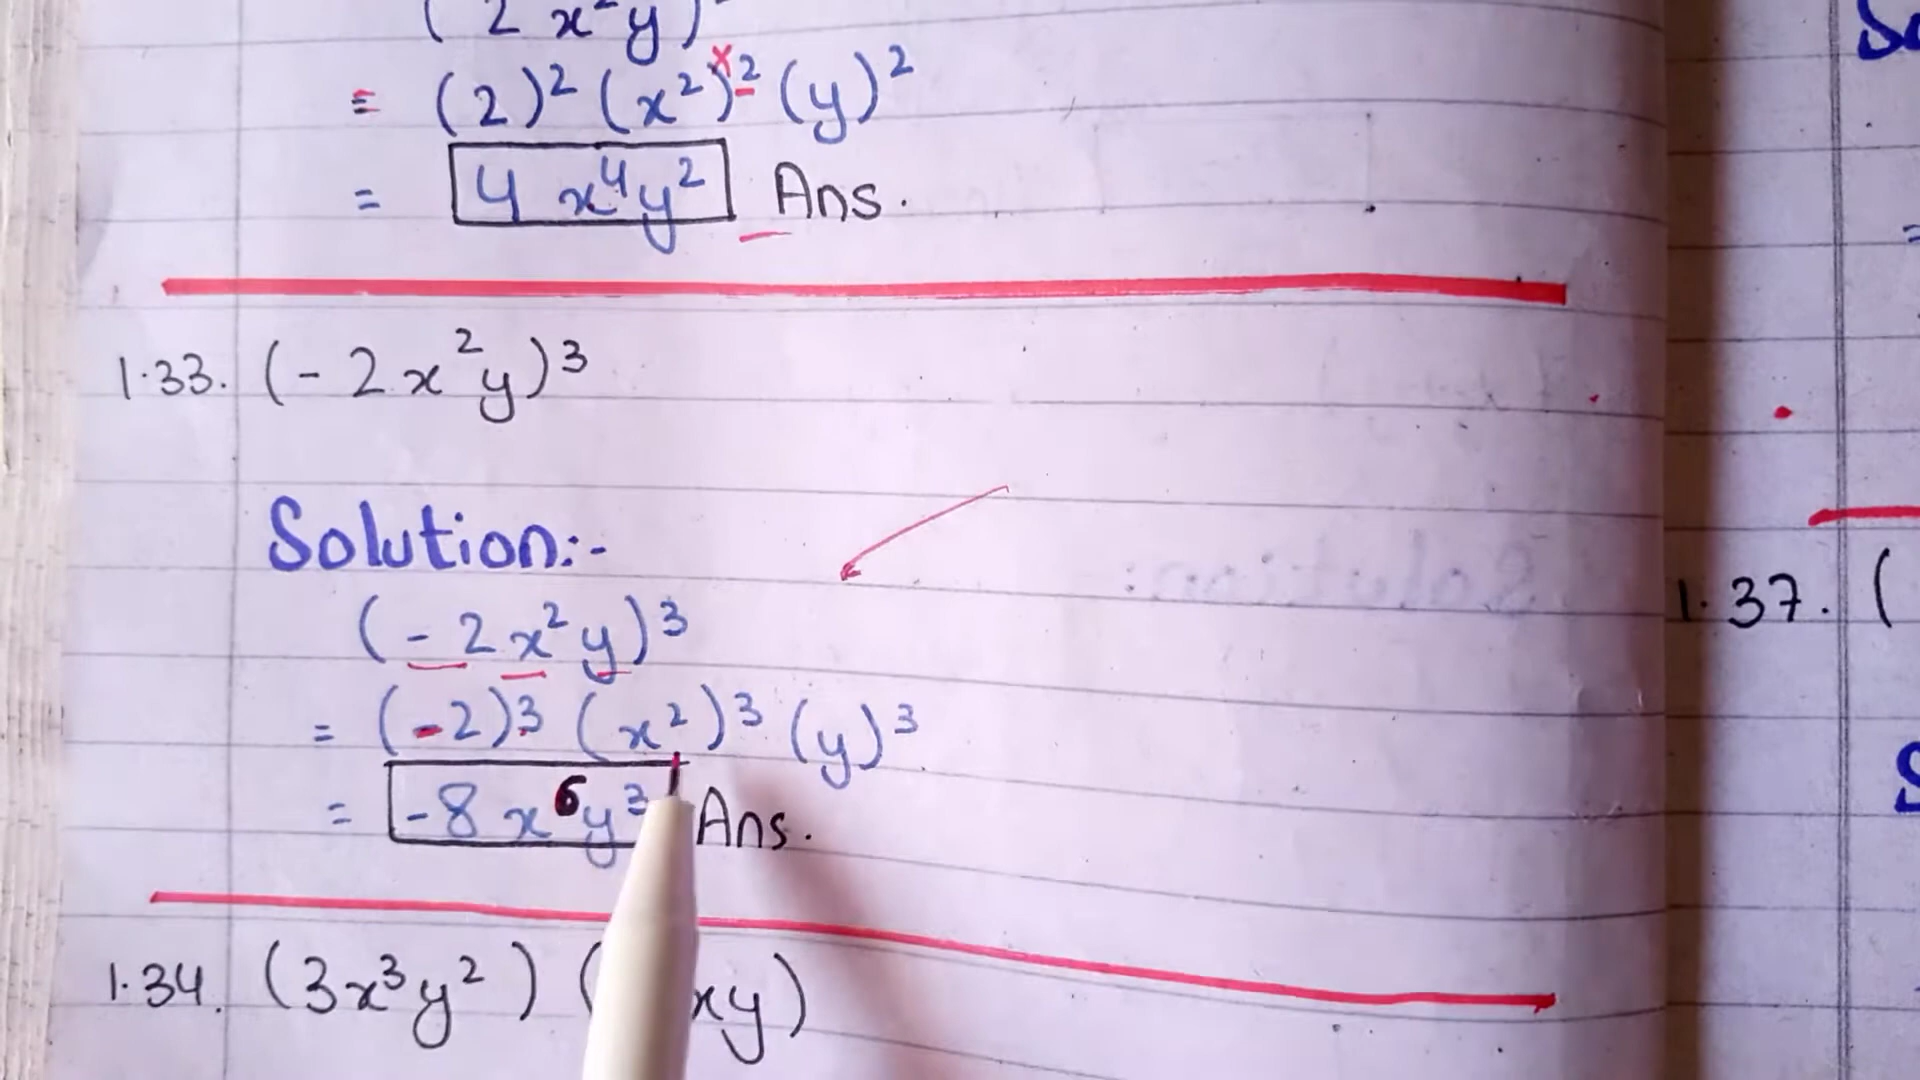 (2x²y)
= (2)² (x²)² (y)²
= 4x⁴y² Ans.
1.33. (-2x²y)³
Solution:-
(-2x²y)³
= (-2)³ (x²)³ (y)³
= -8x⁶y³ Ans.
1.34. (3x³y²) ( xy)
1.37. (